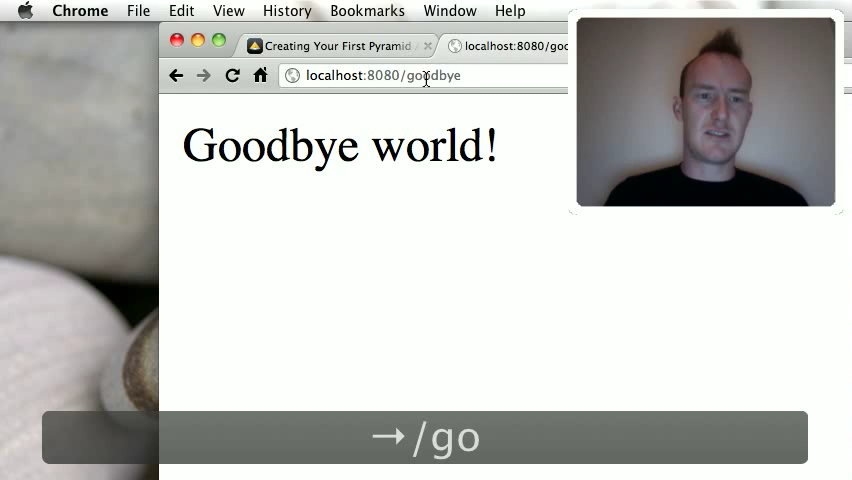 Chrome File Edit View History Bookmarks Window Help
Creating Your First Pyramid localhost:8080/goo
localhost:8080/goodbye
Goodbye world!
→/go